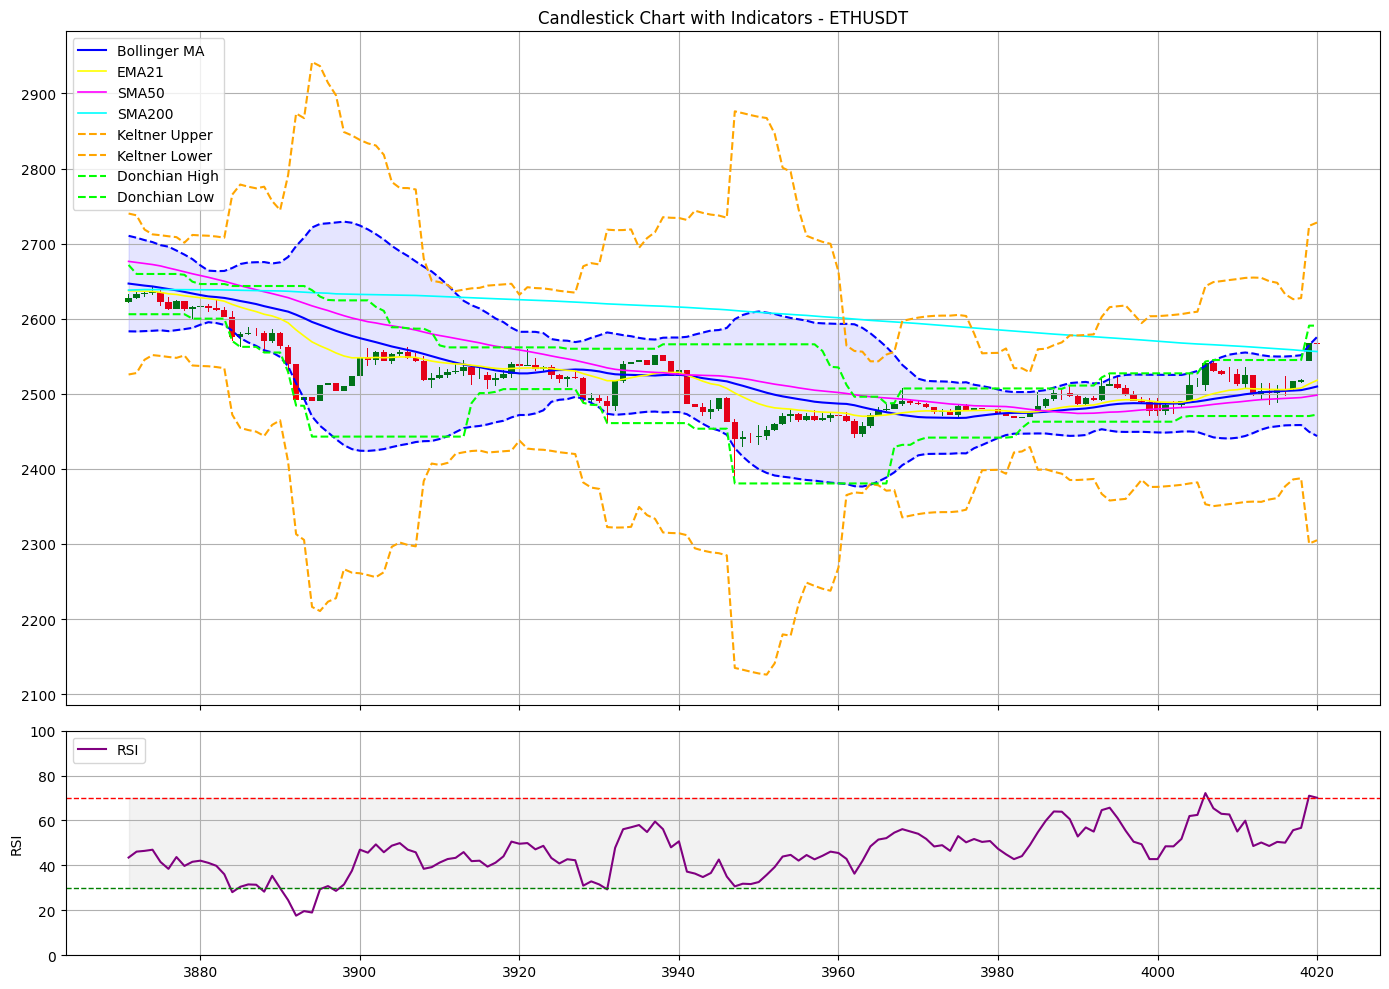 Candlestick Chart with Indicators - ETHUSDT
Bollinger MA
EMA21
SMA50
SMA200
Keltner Upper
Keltner Lower
Donchian High
Donchian Low
2900
2800
2700
2600
2500
2400
2300
2200
2100
RSI
RSI
100
80
60
40
20
0
3880 3900 3920 3940 3960 3980 4000 4020